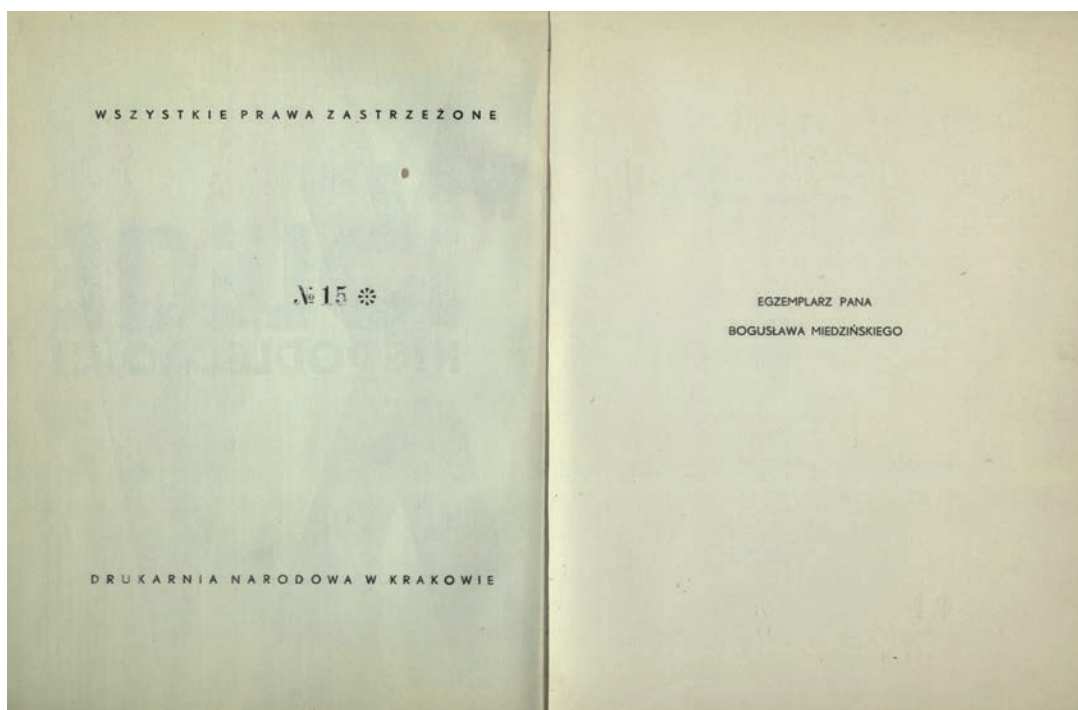 WSZYSTKIE PRAWA ZASTRZEŻONE
№ 15 ❉
DRUKARNIA NARODOWA W KRAKOWIE
EGZEMPLARZ PANA
BOGUSŁAWA MIEDZIŃSKIEGO